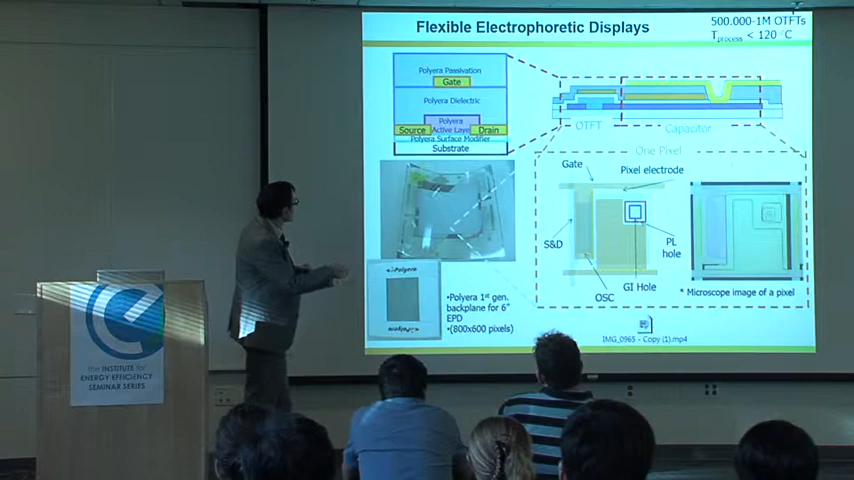 Flexible Electrophoretic Displays
500.000-1M OTFTs
Tprocess < 120 °C
Polyera Passivation
Gate
Polyera Dielectric
Polyera
Source
Active Layer
Drain
Polyera Surface Modifier
Substrate
OTFT
Capacitor
One Pixel
Gate
Pixel electrode
S&D
PL
hole
GI Hole
OSC
* Microscope image of a pixel
Polyera
Polyera
•Polyera 1st gen.
backplane for 6"
EPD
•(800x600 pixels)
IMG_0965 - Copy (1).mp4
the INSTITUTE for
ENERGY EFFICIENCY
SEMINAR SERIES